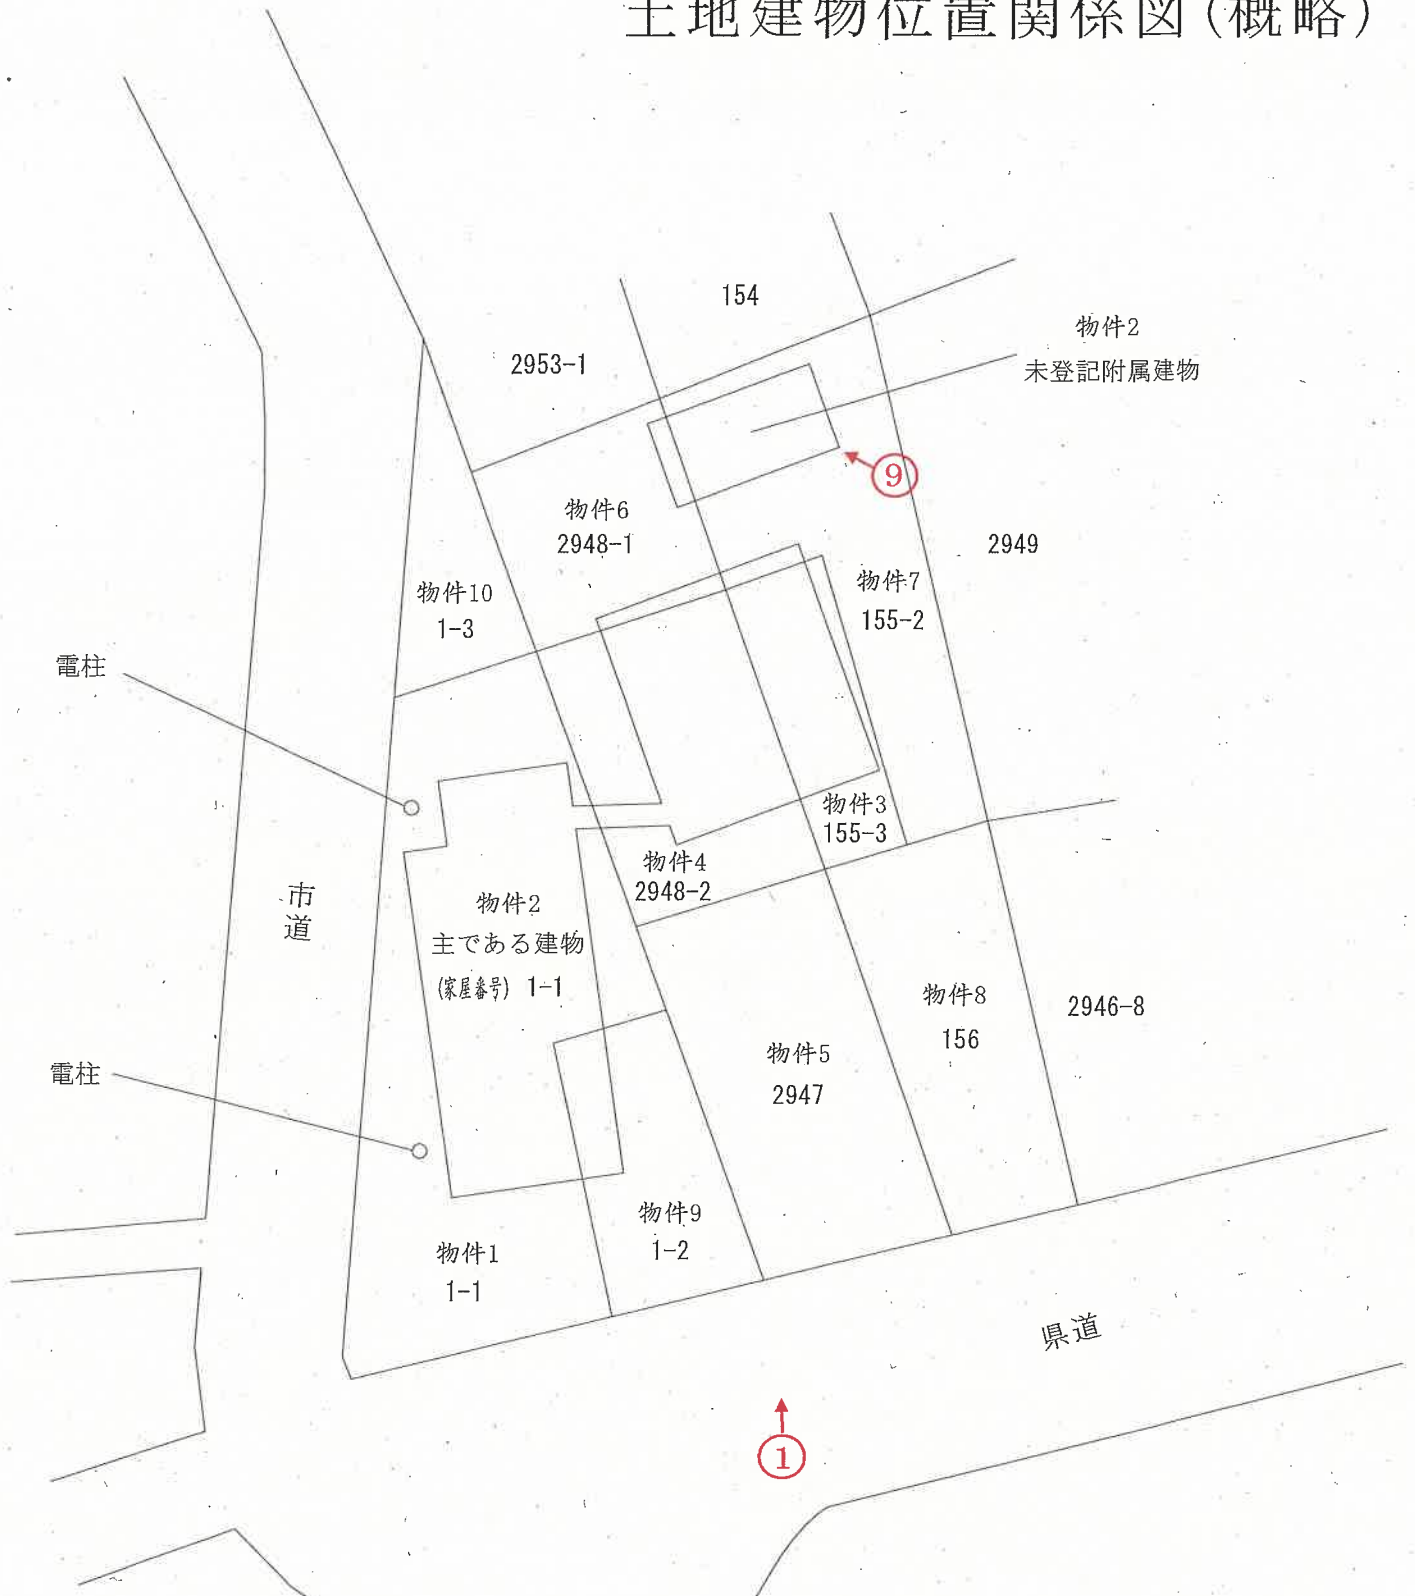 土地建物位置関係図(概略)
154
物件2
未登記附属建物
2953-1
⑨
物件6
2948-1
2949
物件7
155-2
物件10
1-3
電柱
物件3
155-3
物件4
2948-2
市道
物件2
主である建物
(家屋番号) 1-1
物件8
156
2946-8
物件5
2947
電柱
物件9
1-2
物件1
1-1
県道
①